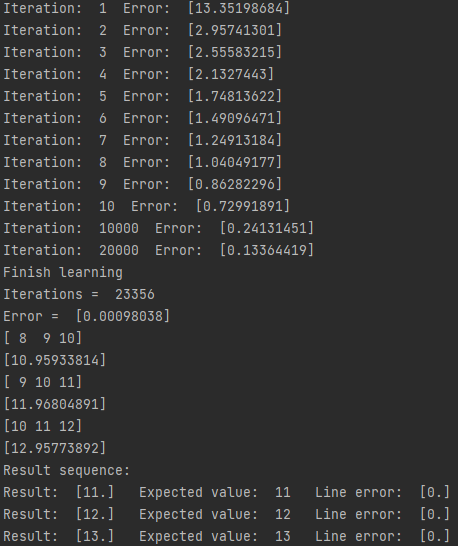 Iteration:  1  Error:  [13.35198684]
Iteration:  2  Error:  [2.95741301]
Iteration:  3  Error:  [2.55583215]
Iteration:  4  Error:  [2.1327443]
Iteration:  5  Error:  [1.74813622]
Iteration:  6  Error:  [1.49096471]
Iteration:  7  Error:  [1.24913184]
Iteration:  8  Error:  [1.04049177]
Iteration:  9  Error:  [0.86282296]
Iteration:  10  Error:  [0.72991891]
Iteration:  10000  Error:  [0.24131451]
Iteration:  20000  Error:  [0.13364419]
Finish learning
Iterations =  23356
Error =  [0.00098038]
[ 8  9 10]
[10.95933814]
[ 9 10 11]
[11.96804891]
[10 11 12]
[12.95773892]
Result sequence:
Result:  [11.]   Expected value:  11   Line error:  [0.]
Result:  [12.]   Expected value:  12   Line error:  [0.]
Result:  [13.]   Expected value:  13   Line error:  [0.]